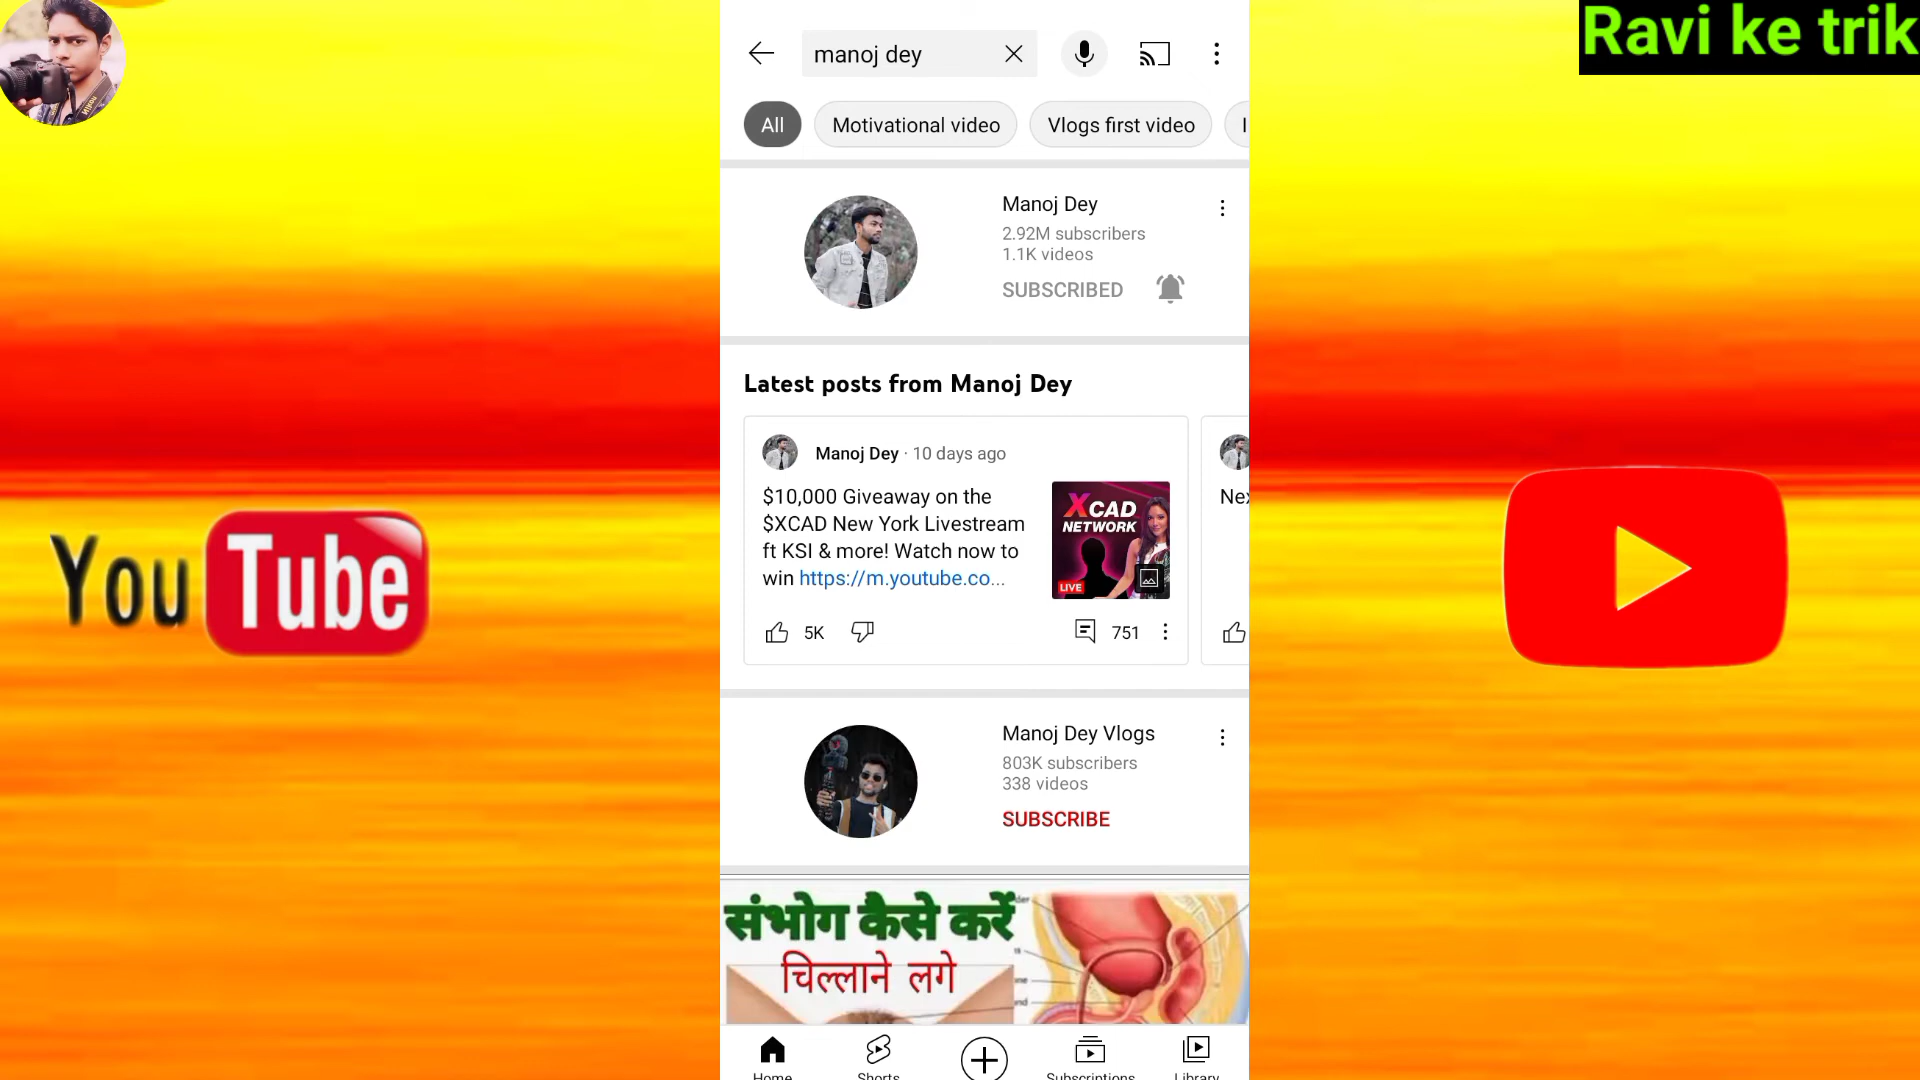 Ravi ke trik
manoj dey
All
Motivational video
Vlogs first video
Manoj Dey
2.92M subscribers
1.1K videos
SUBSCRIBED
Latest posts from Manoj Dey
Manoj Dey · 10 days ago
$10,000 Giveaway on the
$XCAD New York Livestream
ft KSI & more! Watch now to
win https://m.youtube.co...
XCAD
NETWORK
LIVE
5K
751
You Tube
Manoj Dey Vlogs
803K subscribers
338 videos
SUBSCRIBE
संभोग कैसे करें
चिल्लाने लगे
Home
Shorts
Subscriptions
Library